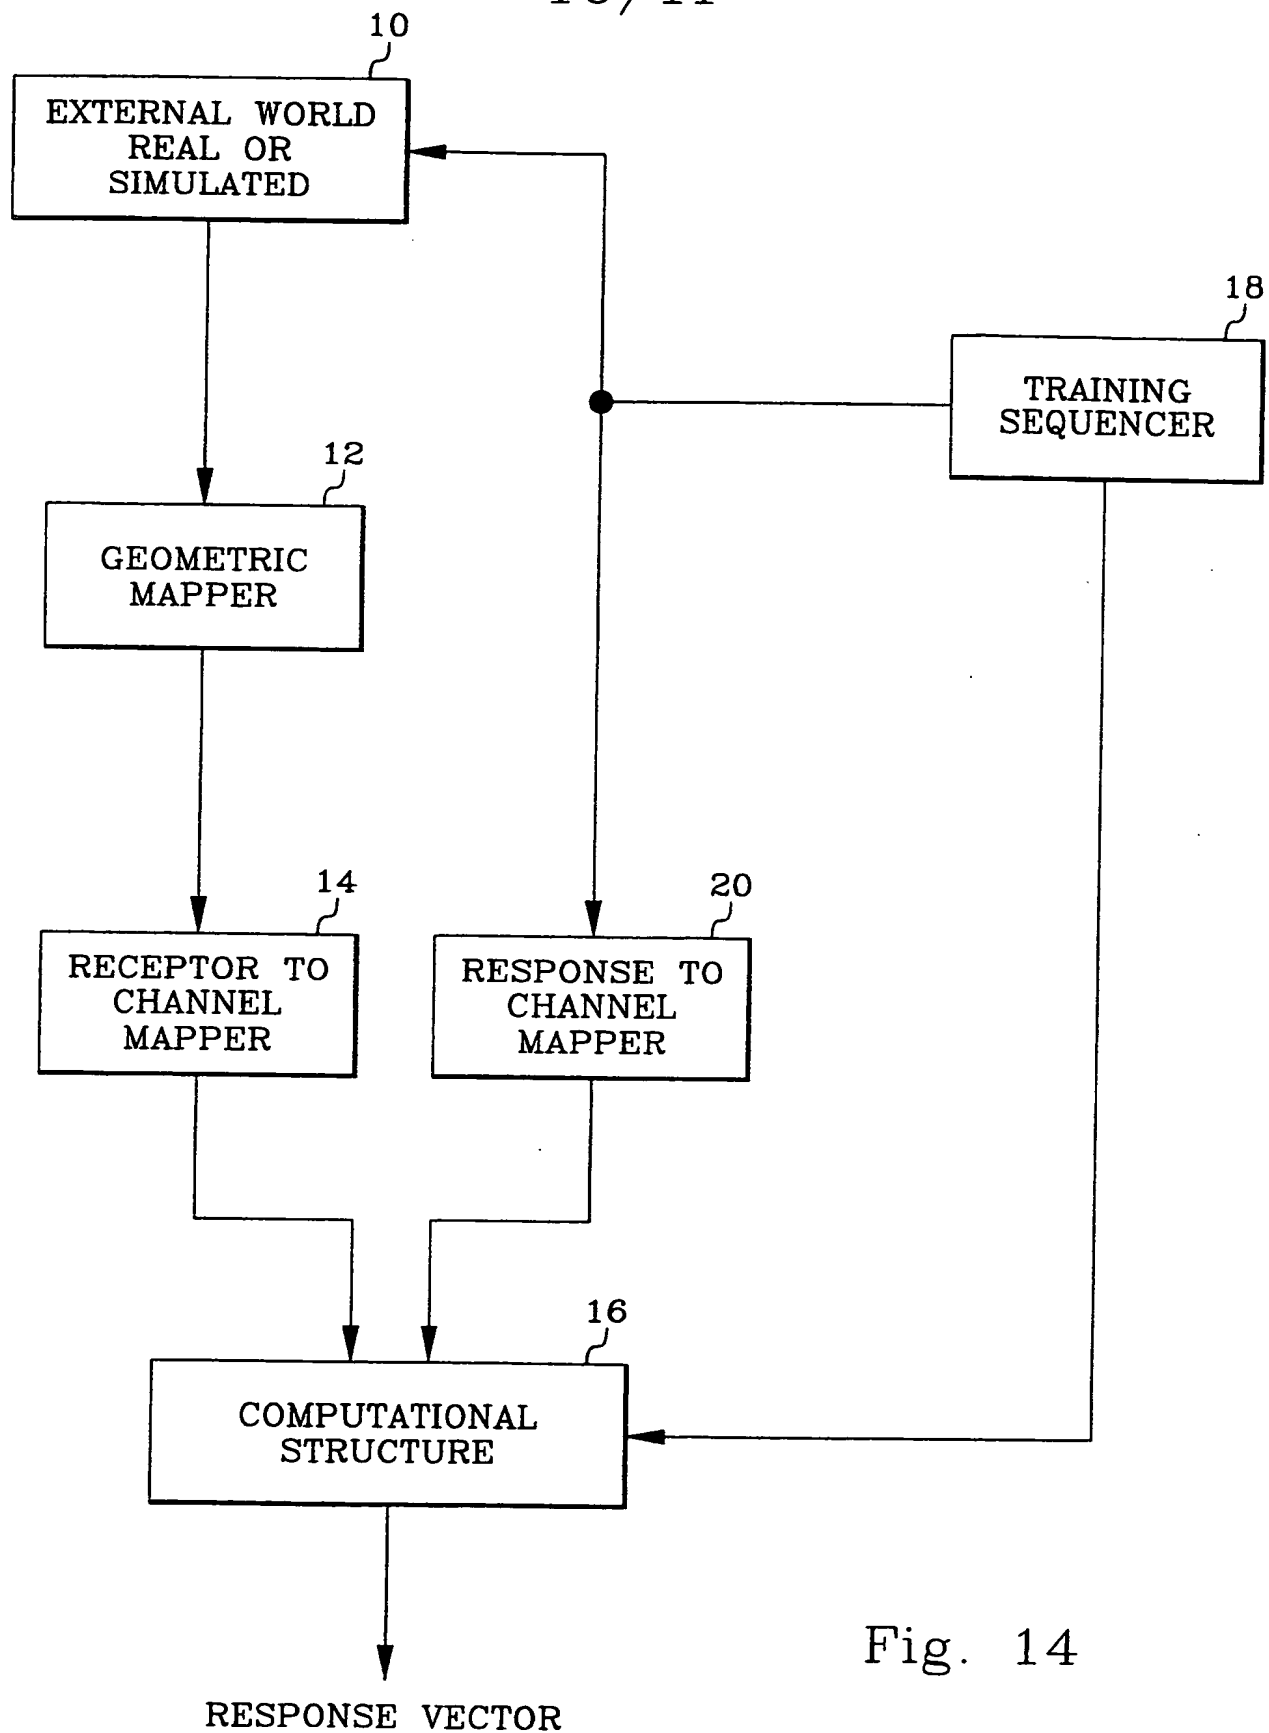 10
EXTERNAL WORLD
REAL OR
SIMULATED
18
TRAINING
SEQUENCER
12
GEOMETRIC
MAPPER
14
RECEPTOR TO
CHANNEL
MAPPER
20
RESPONSE TO
CHANNEL
MAPPER
16
COMPUTATIONAL
STRUCTURE
Fig. 14
RESPONSE VECTOR